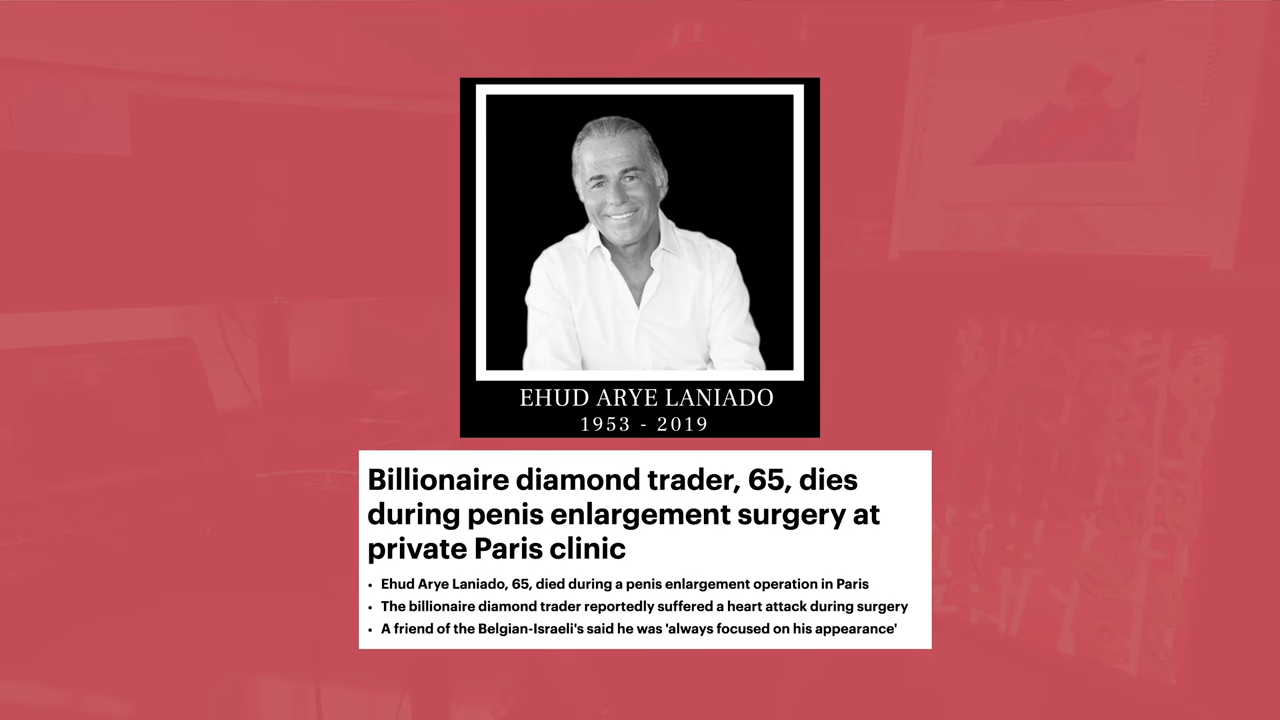 EHUD ARYE LANIADO
1953 - 2019
Billionaire diamond trader, 65, dies
during penis enlargement surgery at
private Paris clinic
• Ehud Arye Laniado, 65, died during a penis enlargement operation in Paris
• The billionaire diamond trader reportedly suffered a heart attack during surgery
• A friend of the Belgian-Israeli's said he was 'always focused on his appearance'